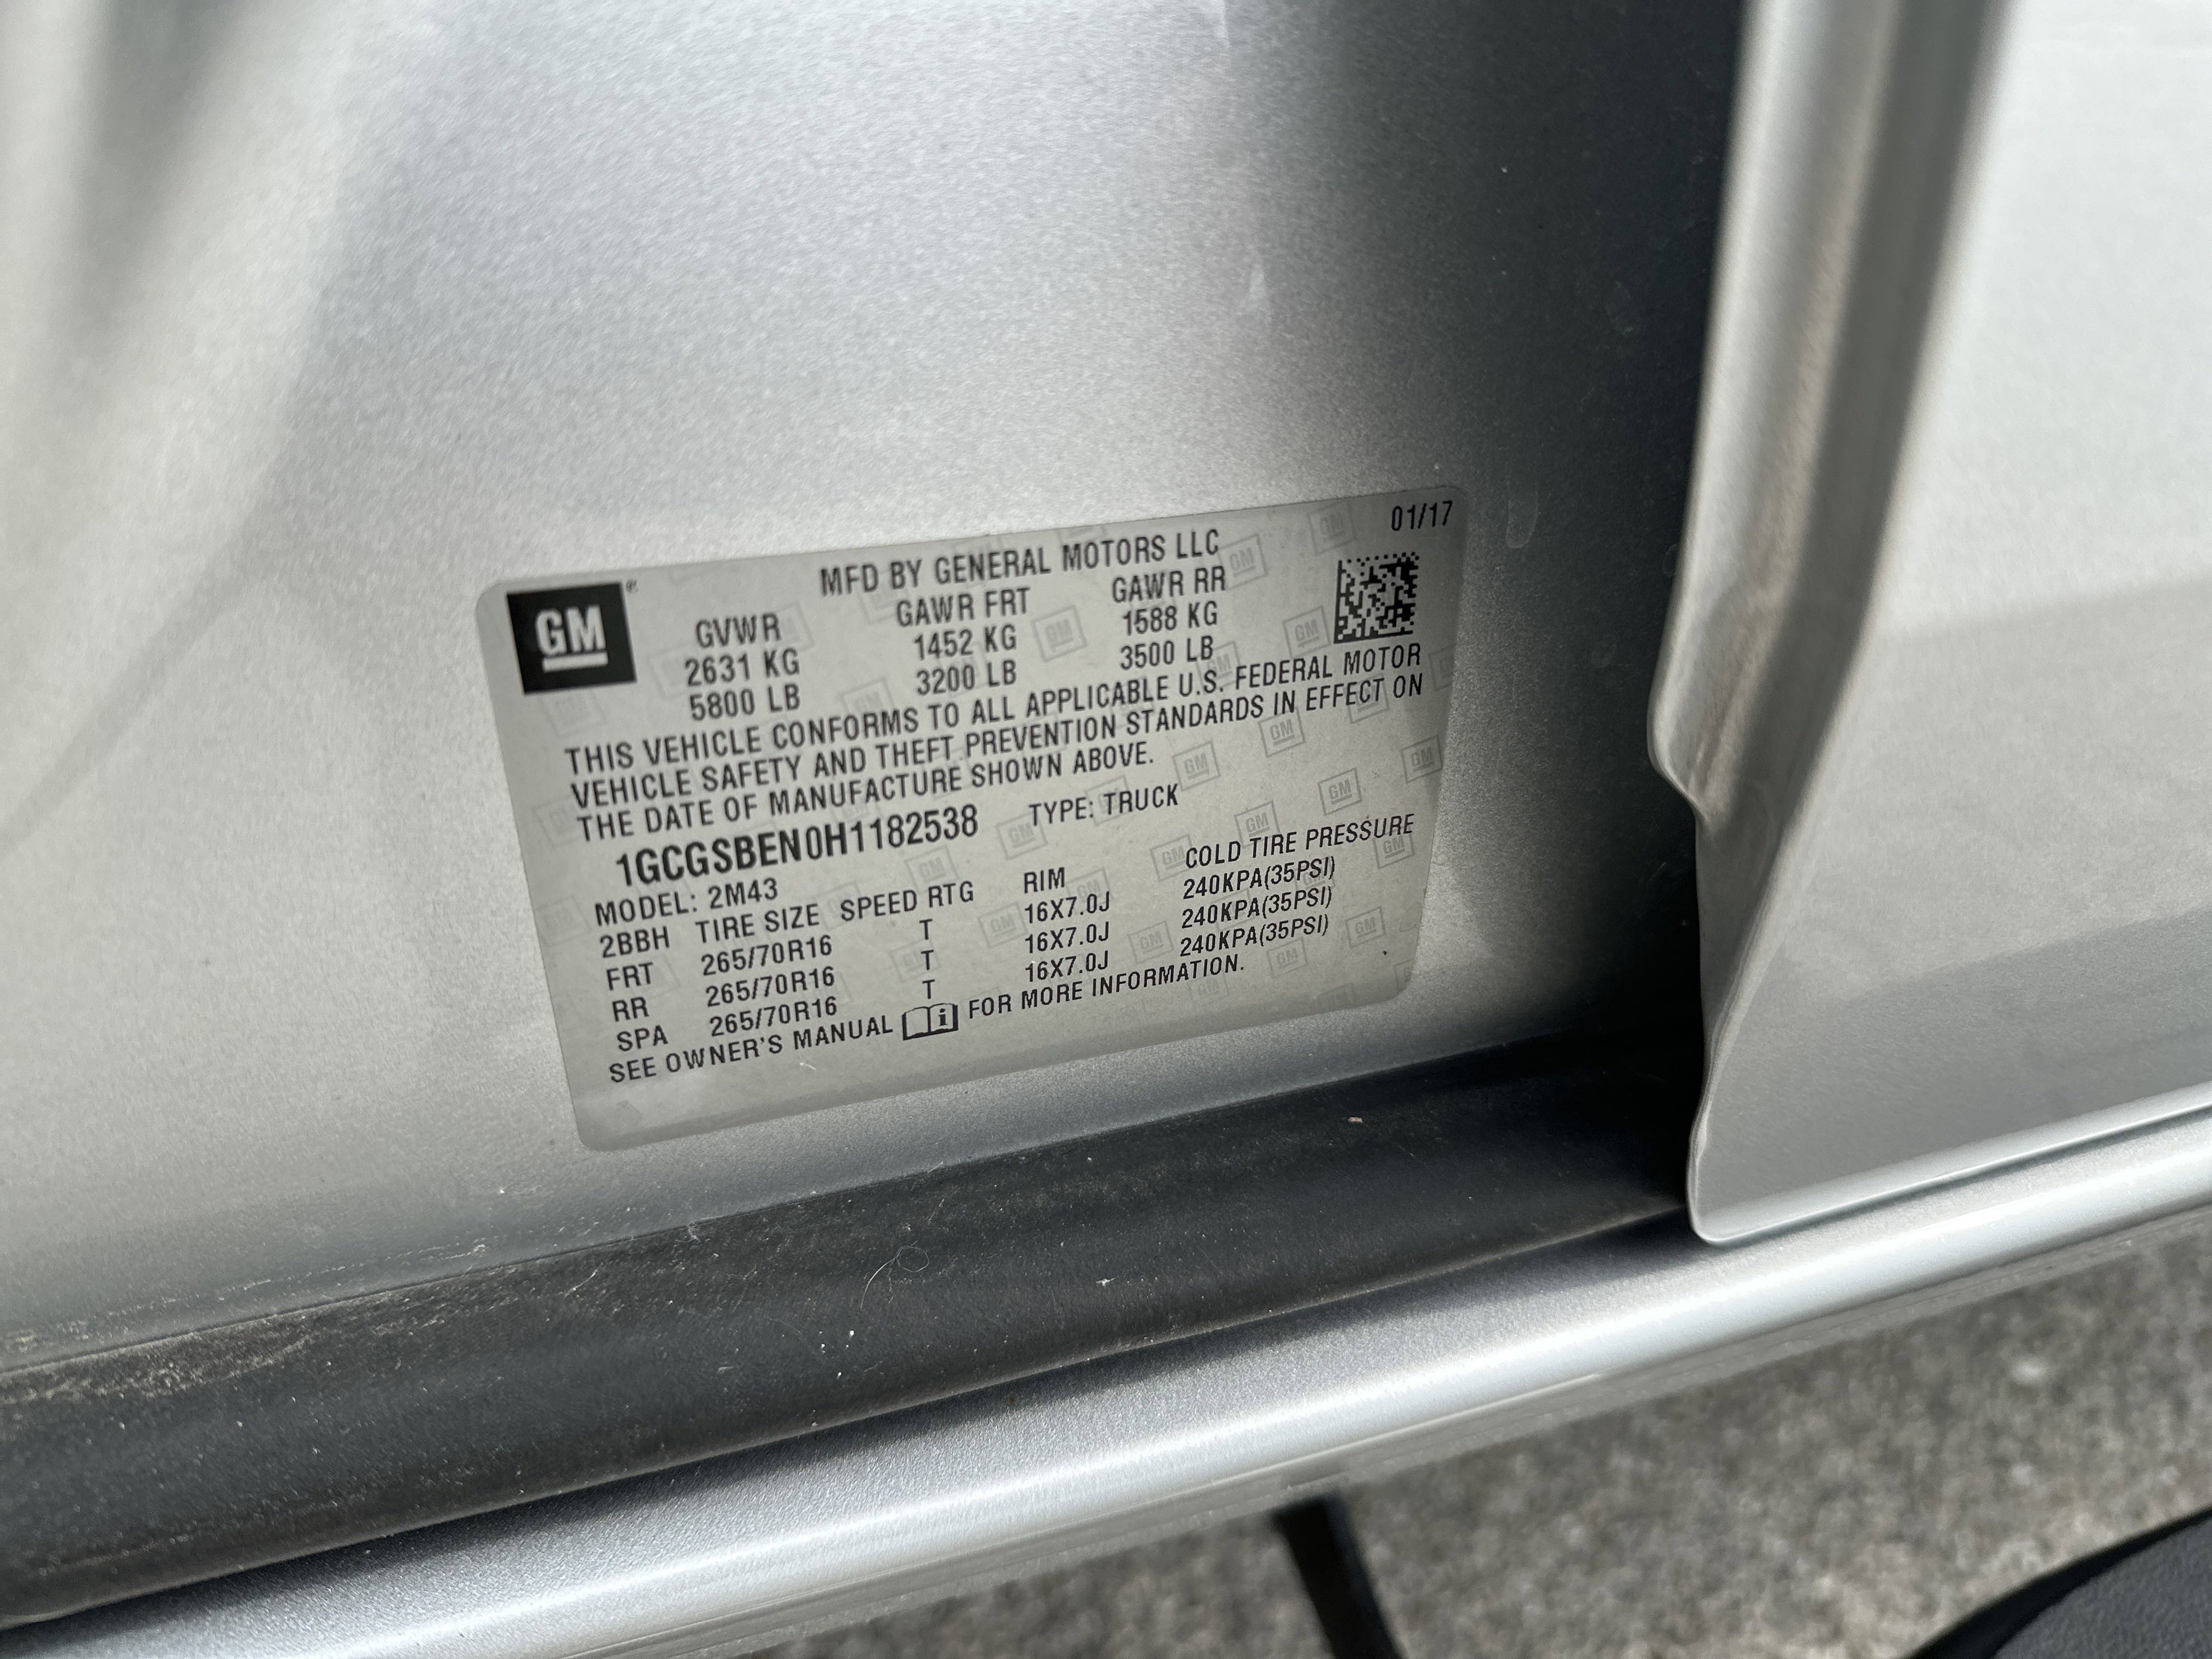 01/17
MFD BY GENERAL MOTORS LLC
GM
GVWR GAWR FRT GAWR RR
2631 KG 1452 KG 1588 KG
5800 LB 3200 LB 3500 LB
THIS VEHICLE CONFORMS TO ALL APPLICABLE U.S. FEDERAL MOTOR
VEHICLE SAFETY AND THEFT PREVENTION STANDARDS IN EFFECT ON
THE DATE OF MANUFACTURE SHOWN ABOVE.
1GCGSBEN0H1182538 TYPE: TRUCK
MODEL: 2M43
2BBH TIRE SIZE SPEED RTG RIM COLD TIRE PRESSURE
FRT 265/70R16 T 16X7.0J 240KPA(35PSI)
RR 265/70R16 T 16X7.0J 240KPA(35PSI)
SPA 265/70R16 T 16X7.0J 240KPA(35PSI)
SEE OWNER'S MANUAL FOR MORE INFORMATION.